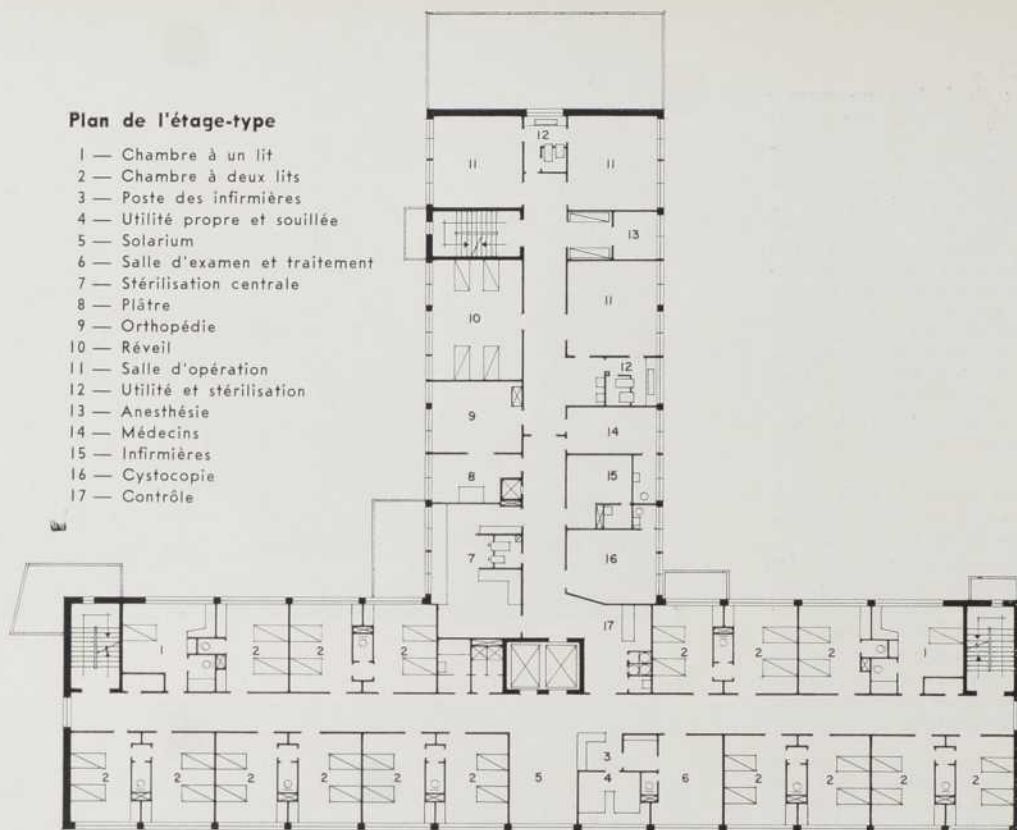 Plan de l'étage-type
1 — Chambre à un lit
2 — Chambre à deux lits
3 — Poste des infirmières
4 — Utilité propre et souillée
5 — Solarium
6 — Salle d'examen et traitement
7 — Stérilisation centrale
8 — Plâtre
9 — Orthopédie
10 — Réveil
11 — Salle d'opération
12 — Utilité et stérilisation
13 — Anesthésie
14 — Médecins
15 — Infirmières
16 — Cystocopie
17 — Contrôle
12
11 11
13
11
10
12
9 14
8 15
7 16
17
1 2 2 2 2 2 2 1
3
2 2 2 2 2 2 5 4 6 2 2 2 2